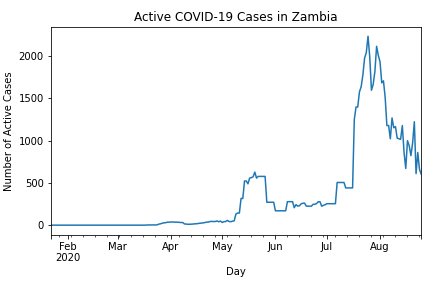 Active COVID-19 Cases in Zambia
Number of Active Cases
2000
1500
1000
500
0
Feb
2020
Mar
Apr
May
Jun
Jul
Aug
Day